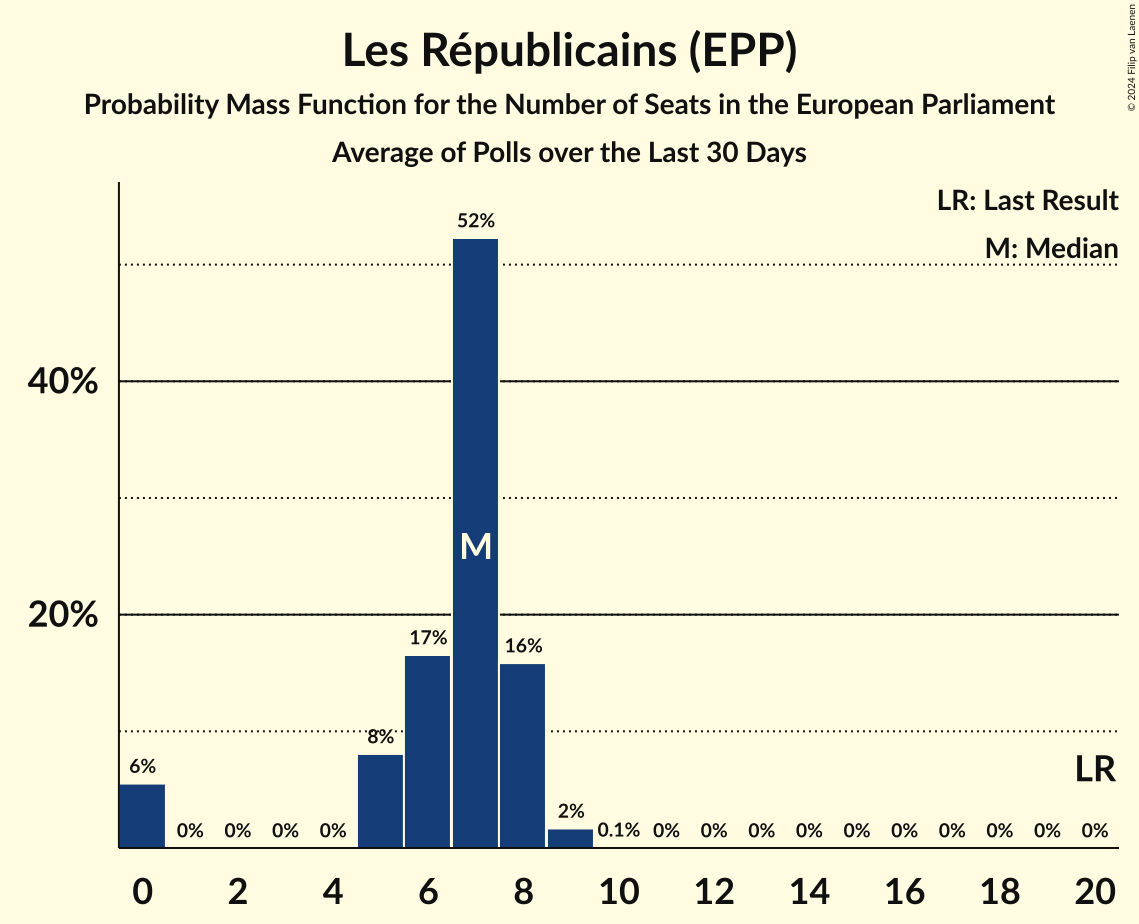 Les Républicains (EPP)
Probability Mass Function for the Number of Seats in the European Parliament
Average of Polls over the Last 30 Days
© 2024 Filip van Laenen
LR: Last Result
M: Median
52%
40%
M
20%
17%
16%
8%
6%
LR
2%
0% 0% 0% 0% 0.1% 0% 0% 0% 0% 0% 0% 0% 0% 0% 0%
0 2 4 6 8 10 12 14 16 18 20